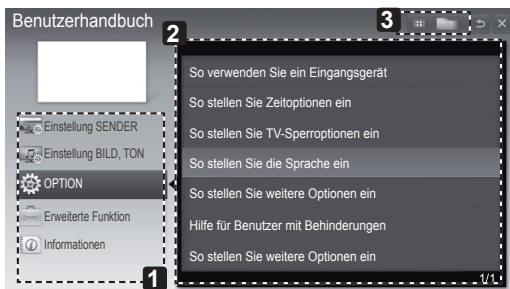 Benutzerhandbuch
3
2
So verwenden Sie ein Eingangsgerät
So stellen Sie Zeitoptionen ein
So stellen Sie TV-Sperroptionen ein
So stellen Sie die Sprache ein
So stellen Sie weitere Optionen ein
Hilfe für Benutzer mit Behinderungen
So stellen Sie weitere Optionen ein
1/1
Einstellung SENDER
Einstellung BILD, TON
OPTION
Erweiterte Funktion
Informationen
1